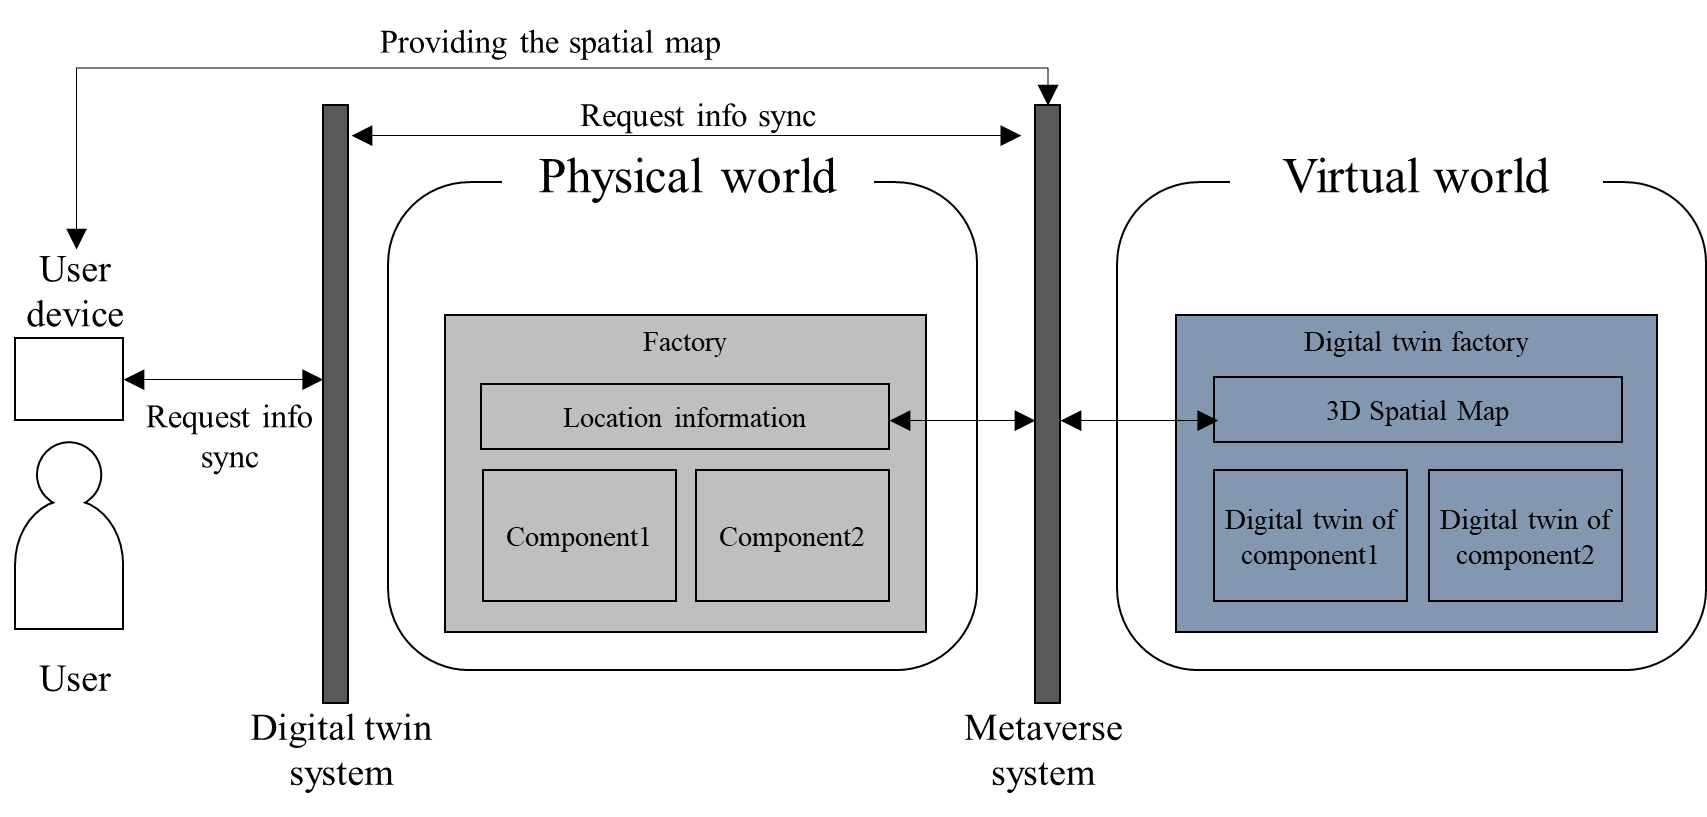 Providing the spatial map
Request info sync
Physical world
Virtual world
User
device
Request info
sync
User
Factory
Location information
Component1
Component2
Digital twin factory
3D Spatial Map
Digital twin of
component1
Digital twin of
component2
Digital twin
system
Metaverse
system